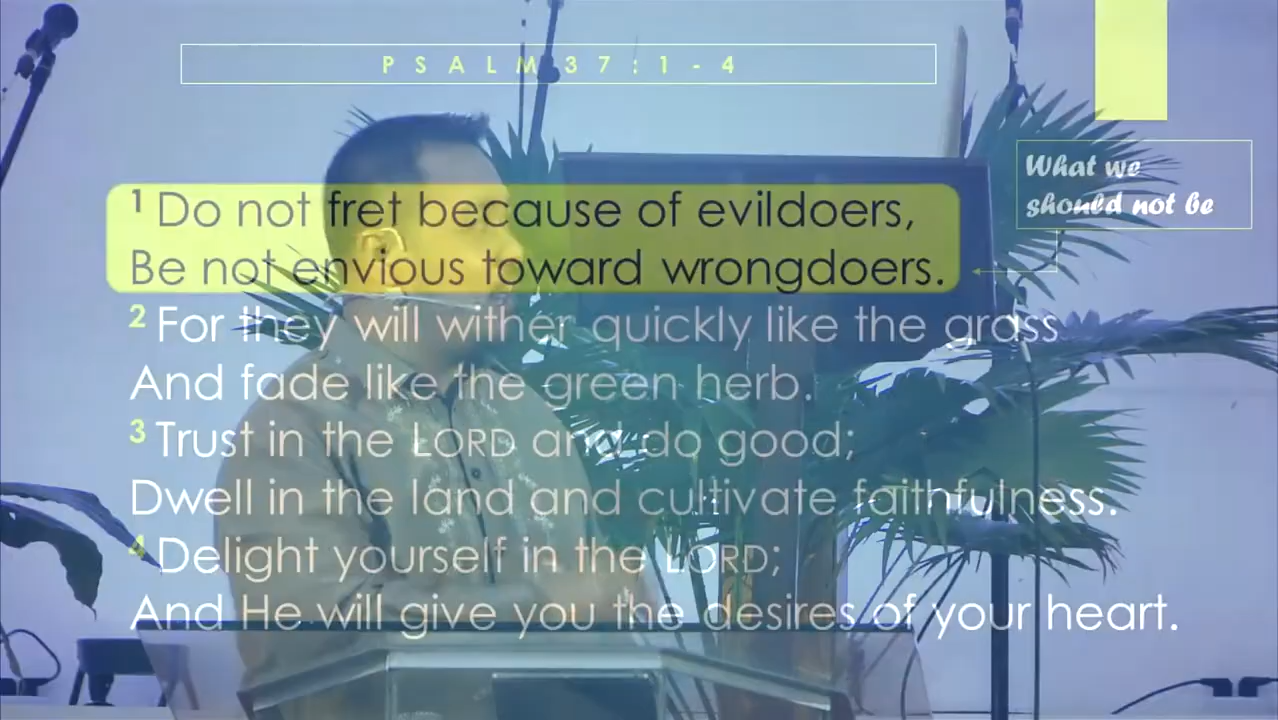 PSALM 37:1-4
What we
should not be
1 Do not fret because of evildoers,
Be not envious toward wrongdoers.
2 For they will wither quickly like the grass
And fade like the green herb.
3 Trust in the LORD and do good;
Dwell in the land and cultivate faithfulness.
4 Delight yourself in the LORD;
And He will give you the desires of your heart.